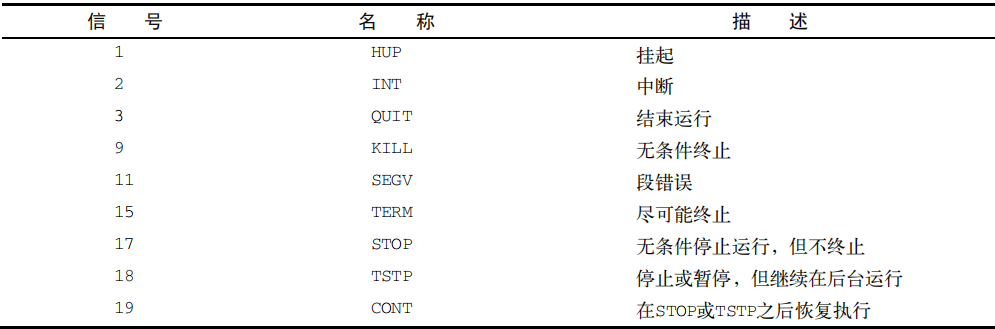 信 号 名 称 描 述
1 HUP 挂起
2 INT 中断
3 QUIT 结束运行
9 KILL 无条件终止
11 SEGV 段错误
15 TERM 尽可能终止
17 STOP 无条件停止运行，但不终止
18 TSTP 停止或暂停，但继续在后台运行
19 CONT 在STOP或TSTP之后恢复执行